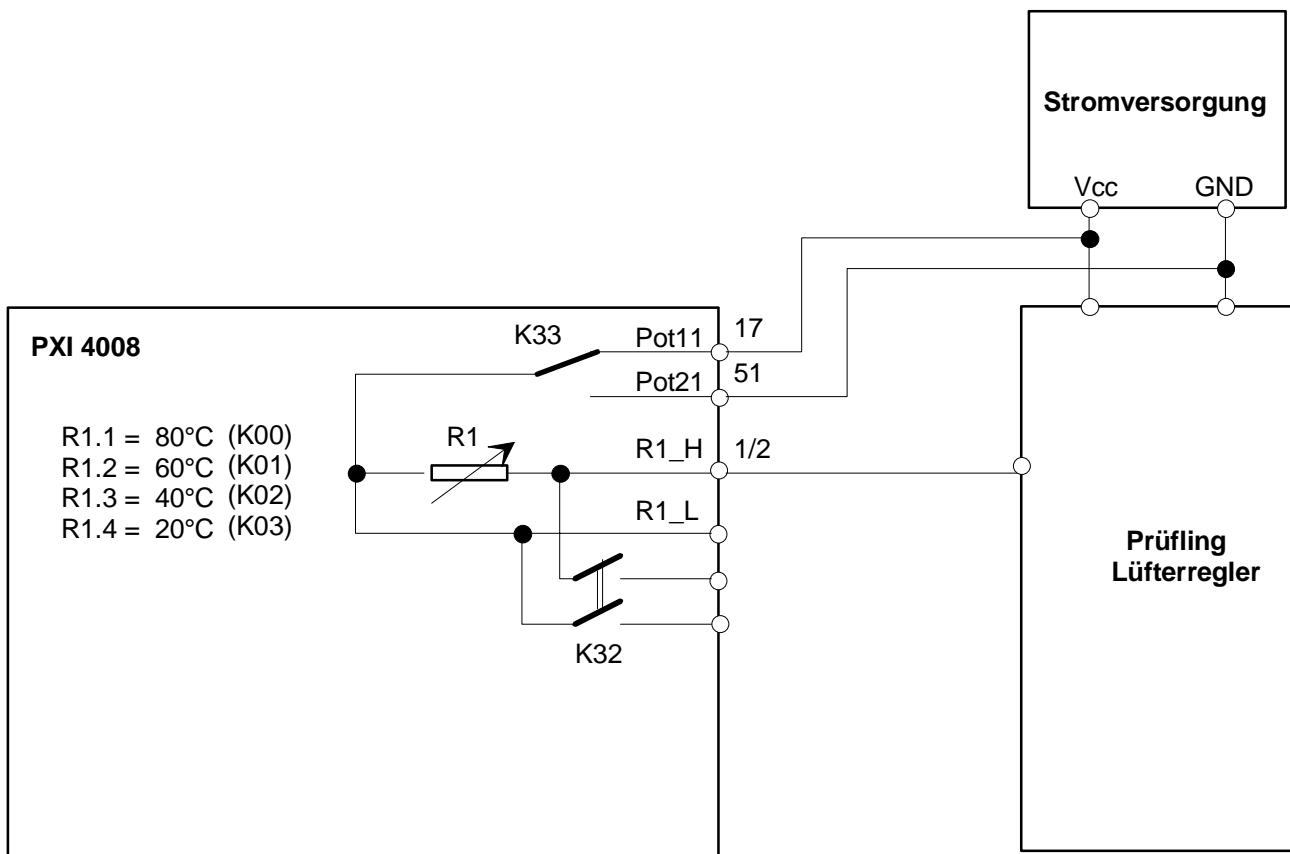 Stromversorgung
Vcc GND
PXI 4008
K33
Pot11 17
Pot21 51
R1.1 = 80°C (K00)
R1.2 = 60°C (K01)
R1.3 = 40°C (K02)
R1.4 = 20°C (K03)
R1
R1_H 1/2
R1_L
K32
Prüfling
Lüfterregler